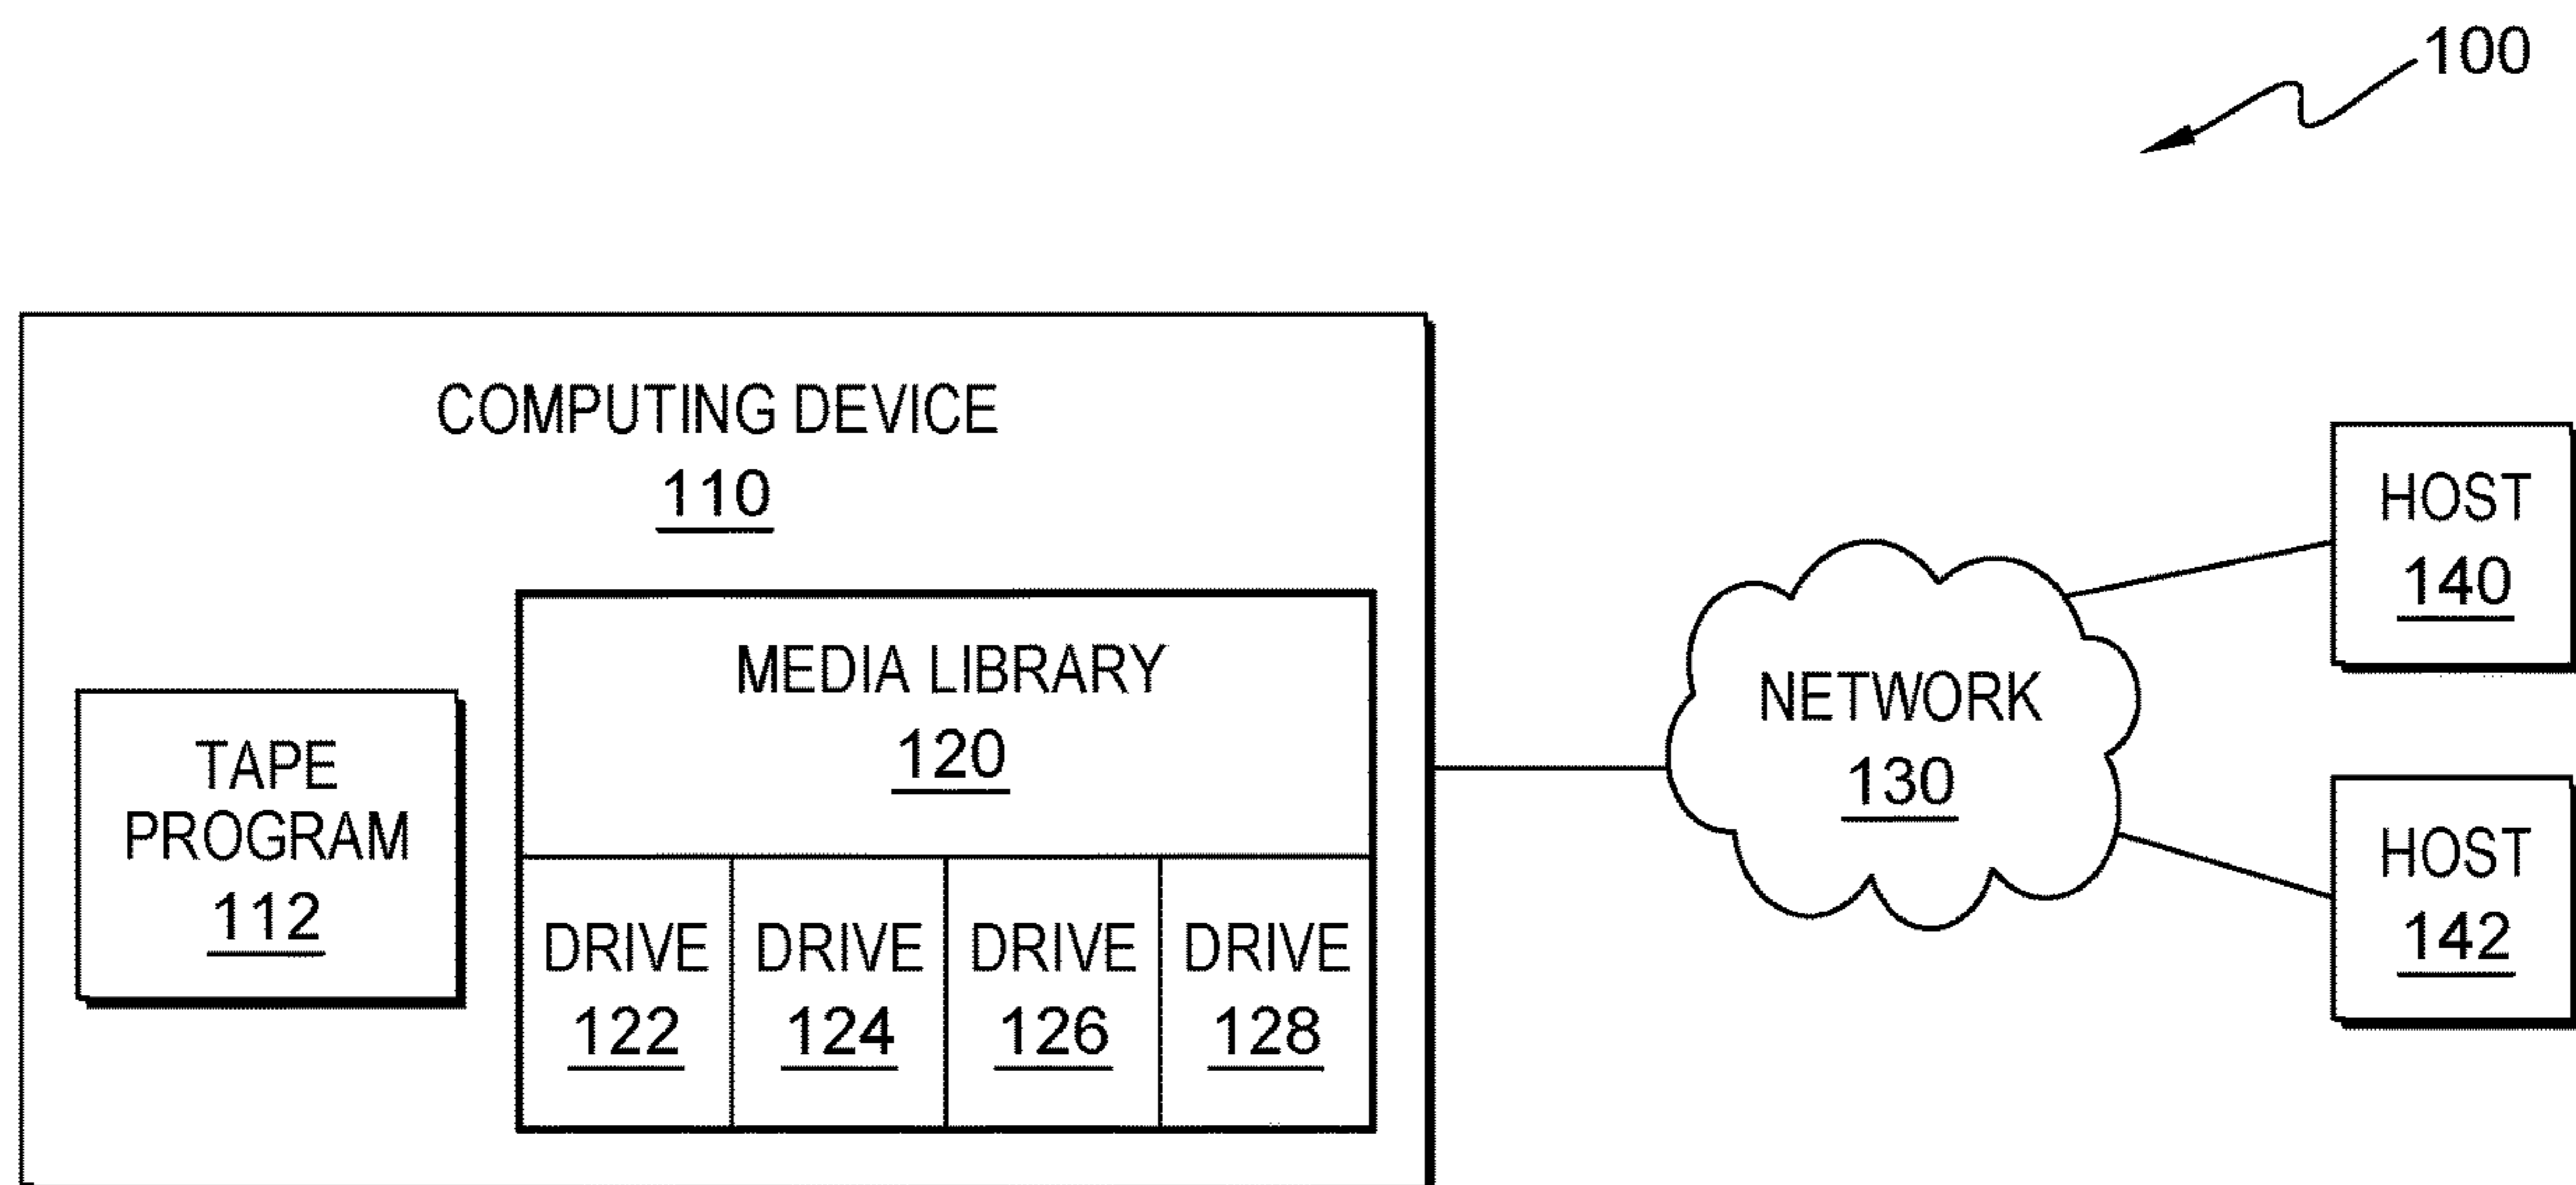 100
COMPUTING DEVICE
110
MEDIA LIBRARY
120
TAPE
PROGRAM
112
DRIVE DRIVE DRIVE DRIVE
122 124 126 128
NETWORK
130
HOST
140
HOST
142